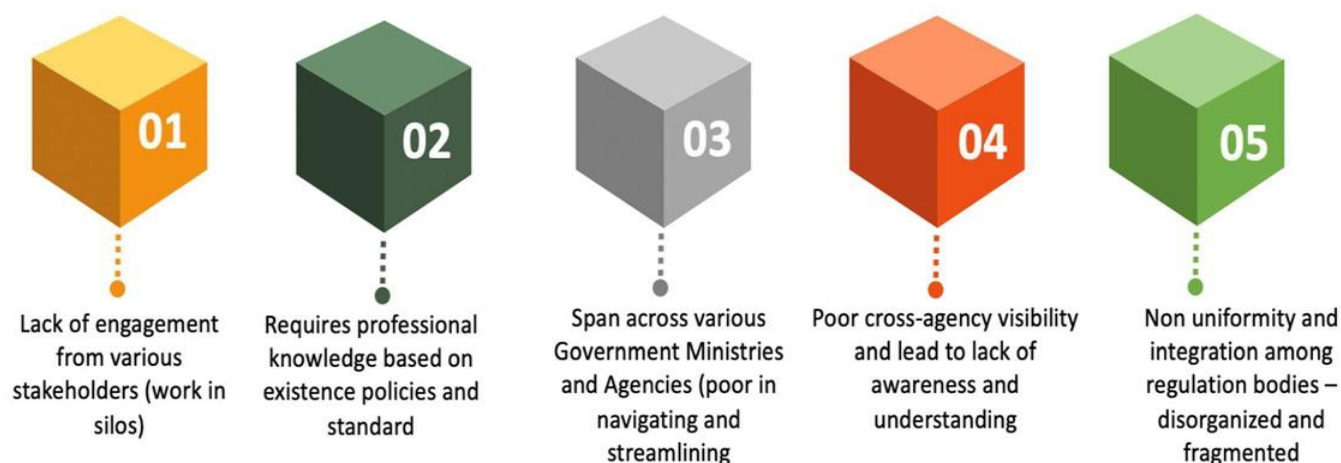 01
Lack of engagement
from various
stakeholders (work in
silos)
02
Requires professional
knowledge based on
existence policies and
standard
03
Span across various
Government Ministries
and Agencies (poor in
navigating and
streamlining
04
Poor cross-agency visibility
and lead to lack of
awareness and
understanding
05
Non uniformity and
integration among
regulation bodies –
disorganized and
fragmented